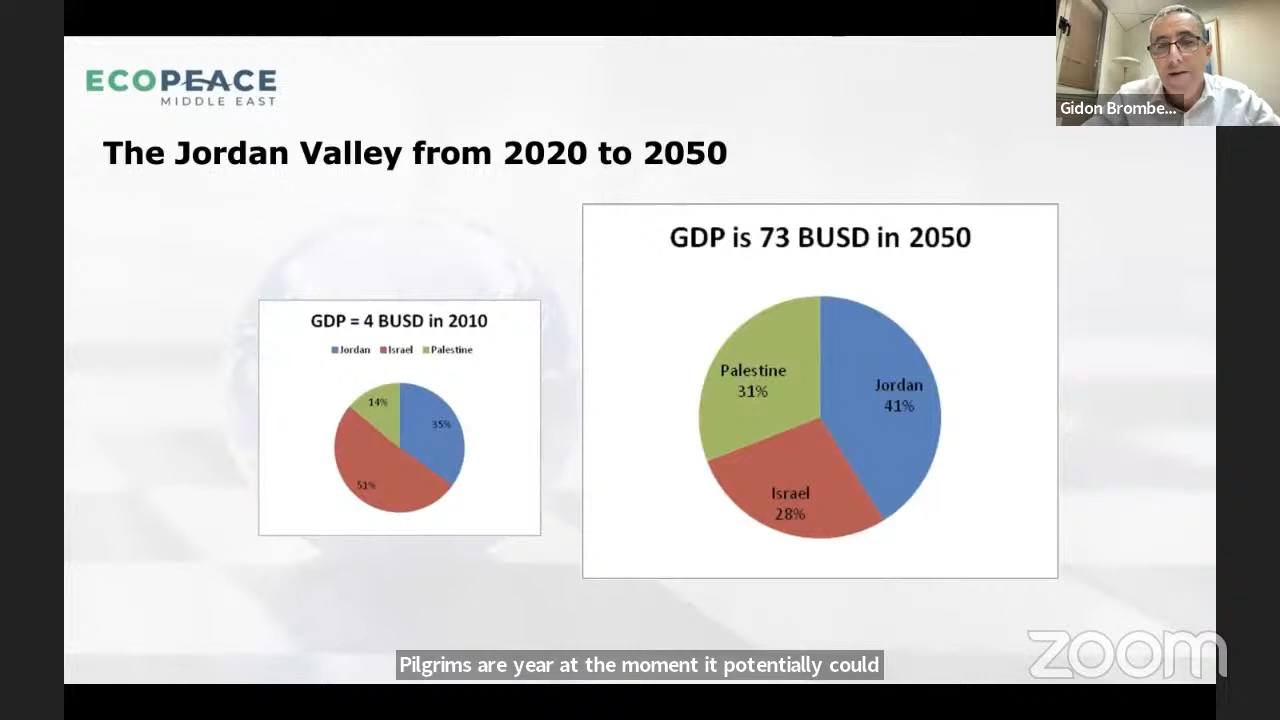 ECOPEACE
MIDDLE EAST
Gidon Brombe...
The Jordan Valley from 2020 to 2050
GDP = 4 BUSD in 2010
Jordan Israel Palestine
14%
35%
51%
GDP is 73 BUSD in 2050
Palestine
31%
Jordan
41%
Israel
28%
Pilgrims are year at the moment it potentially could
zoom